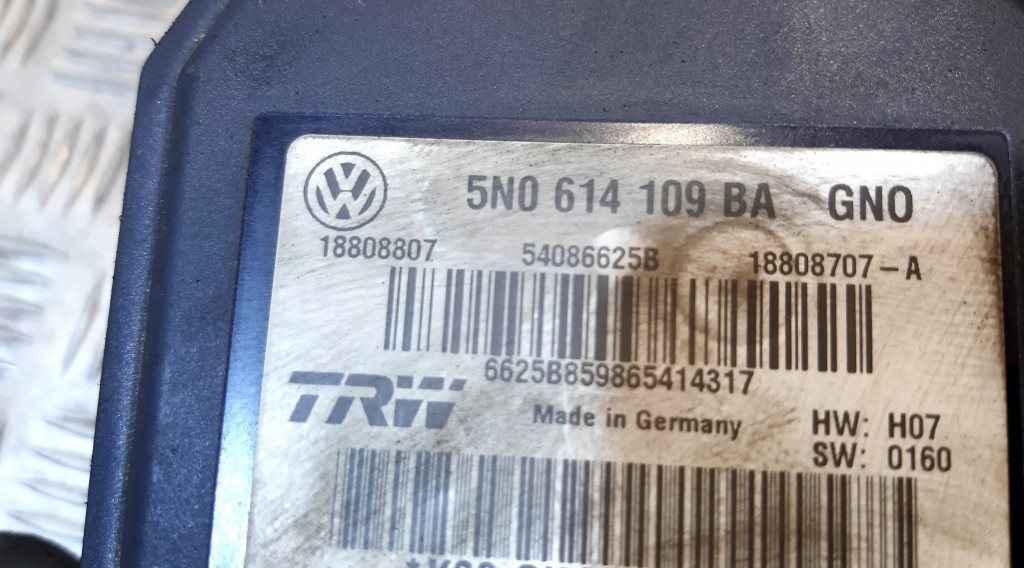 5N0 614 109 BA GNO
18808807 54086625B 18808707-A
6625B859865414317
TRW Made in Germany HW: H07
SW: 0160